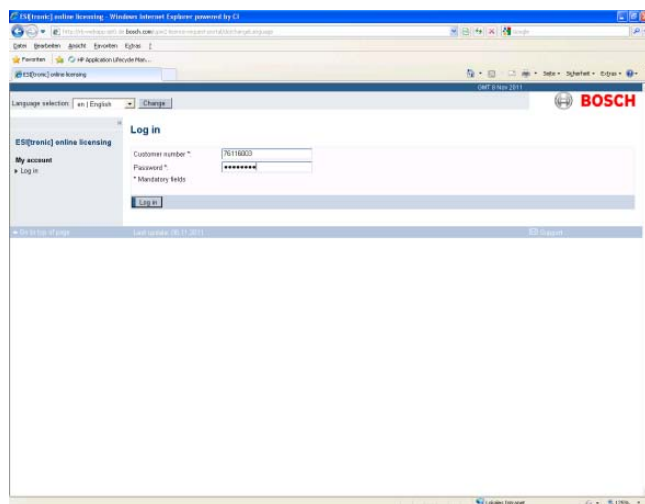 ESI[tronic] online licensing - Windows Internet Explorer powered by CI
bosch.com
Google
Datei Bearbeiten Ansicht Favoriten Extras ?
Favoriten HP Application Lifecycle Man...
ESI[tronic] online licensing
Seite Sicherheit Extras
GMT 8 Nov 2011
Language selection: en | English Change
BOSCH
ESI[tronic] online licensing
My account
Log in
Log in
Customer number *: 76116003
Password *: ••••••••
* Mandatory fields
Log in
Go to top of page Last update: 08.11.2011 Support
Lokales Intranet 125%